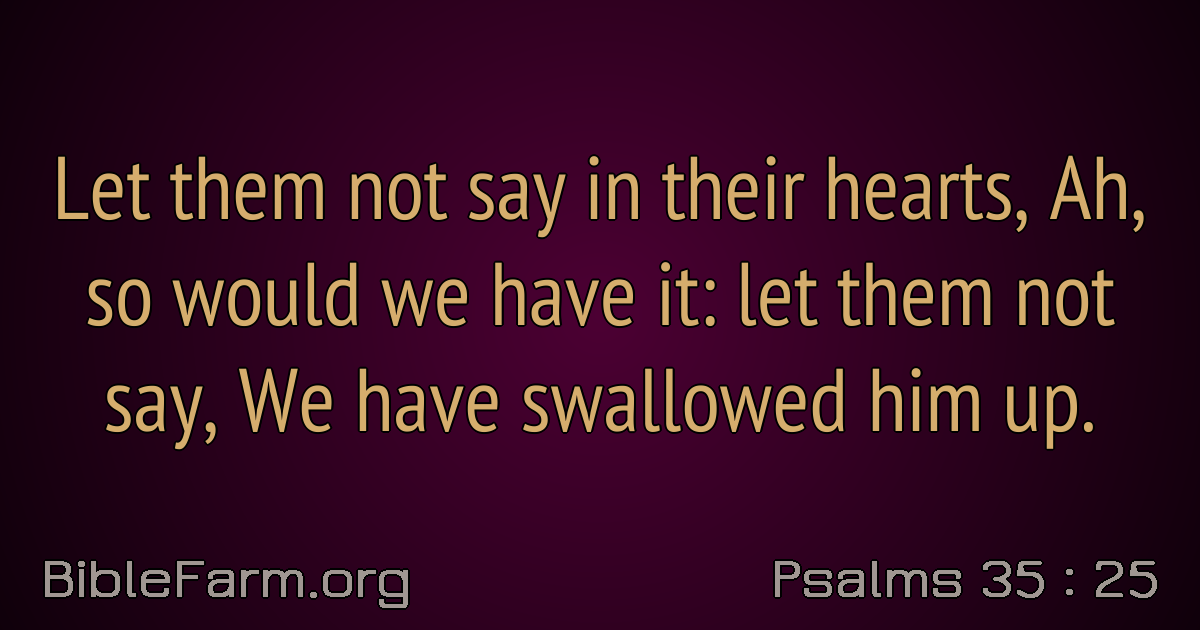 Let them not say in their hearts, Ah,
so would we have it: let them not
say, We have swallowed him up.
BibleFarm.org
Psalms 35 : 25